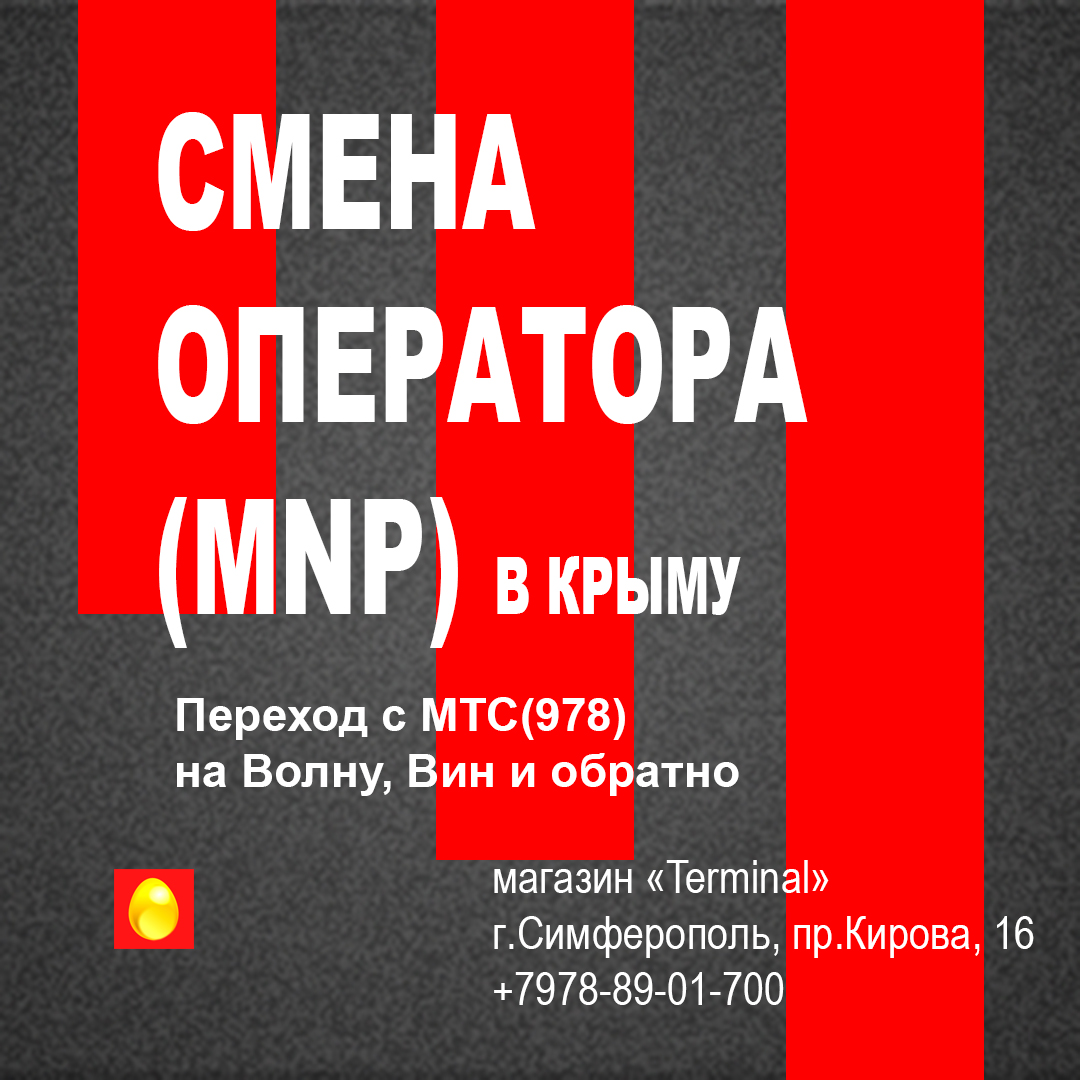 СМЕНА
ОПЕРАТОРА
(MNP) В КРЫМУ
Переход с МТС(978)
на Волну, Вин и обратно
магазин «Terminal»
г.Симферополь, пр.Кирова, 16
+7978-89-01-700